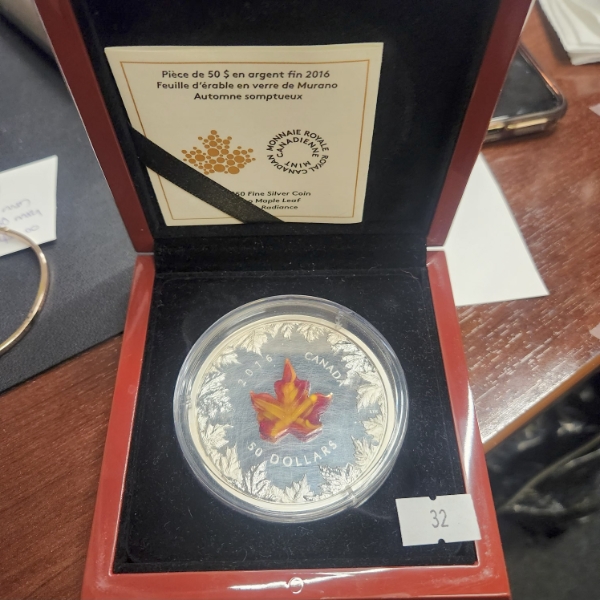 Pièce de 50 $ en argent fin 2016
Feuille d'érable en verre de Murano
Automne somptueux
MONNAIE ROYALE CANADIENNE
ROYAL CANADIAN MINT
Fine Silver Coin
Maple Leaf
Radiance
2016 CANADA
50 DOLLARS
32